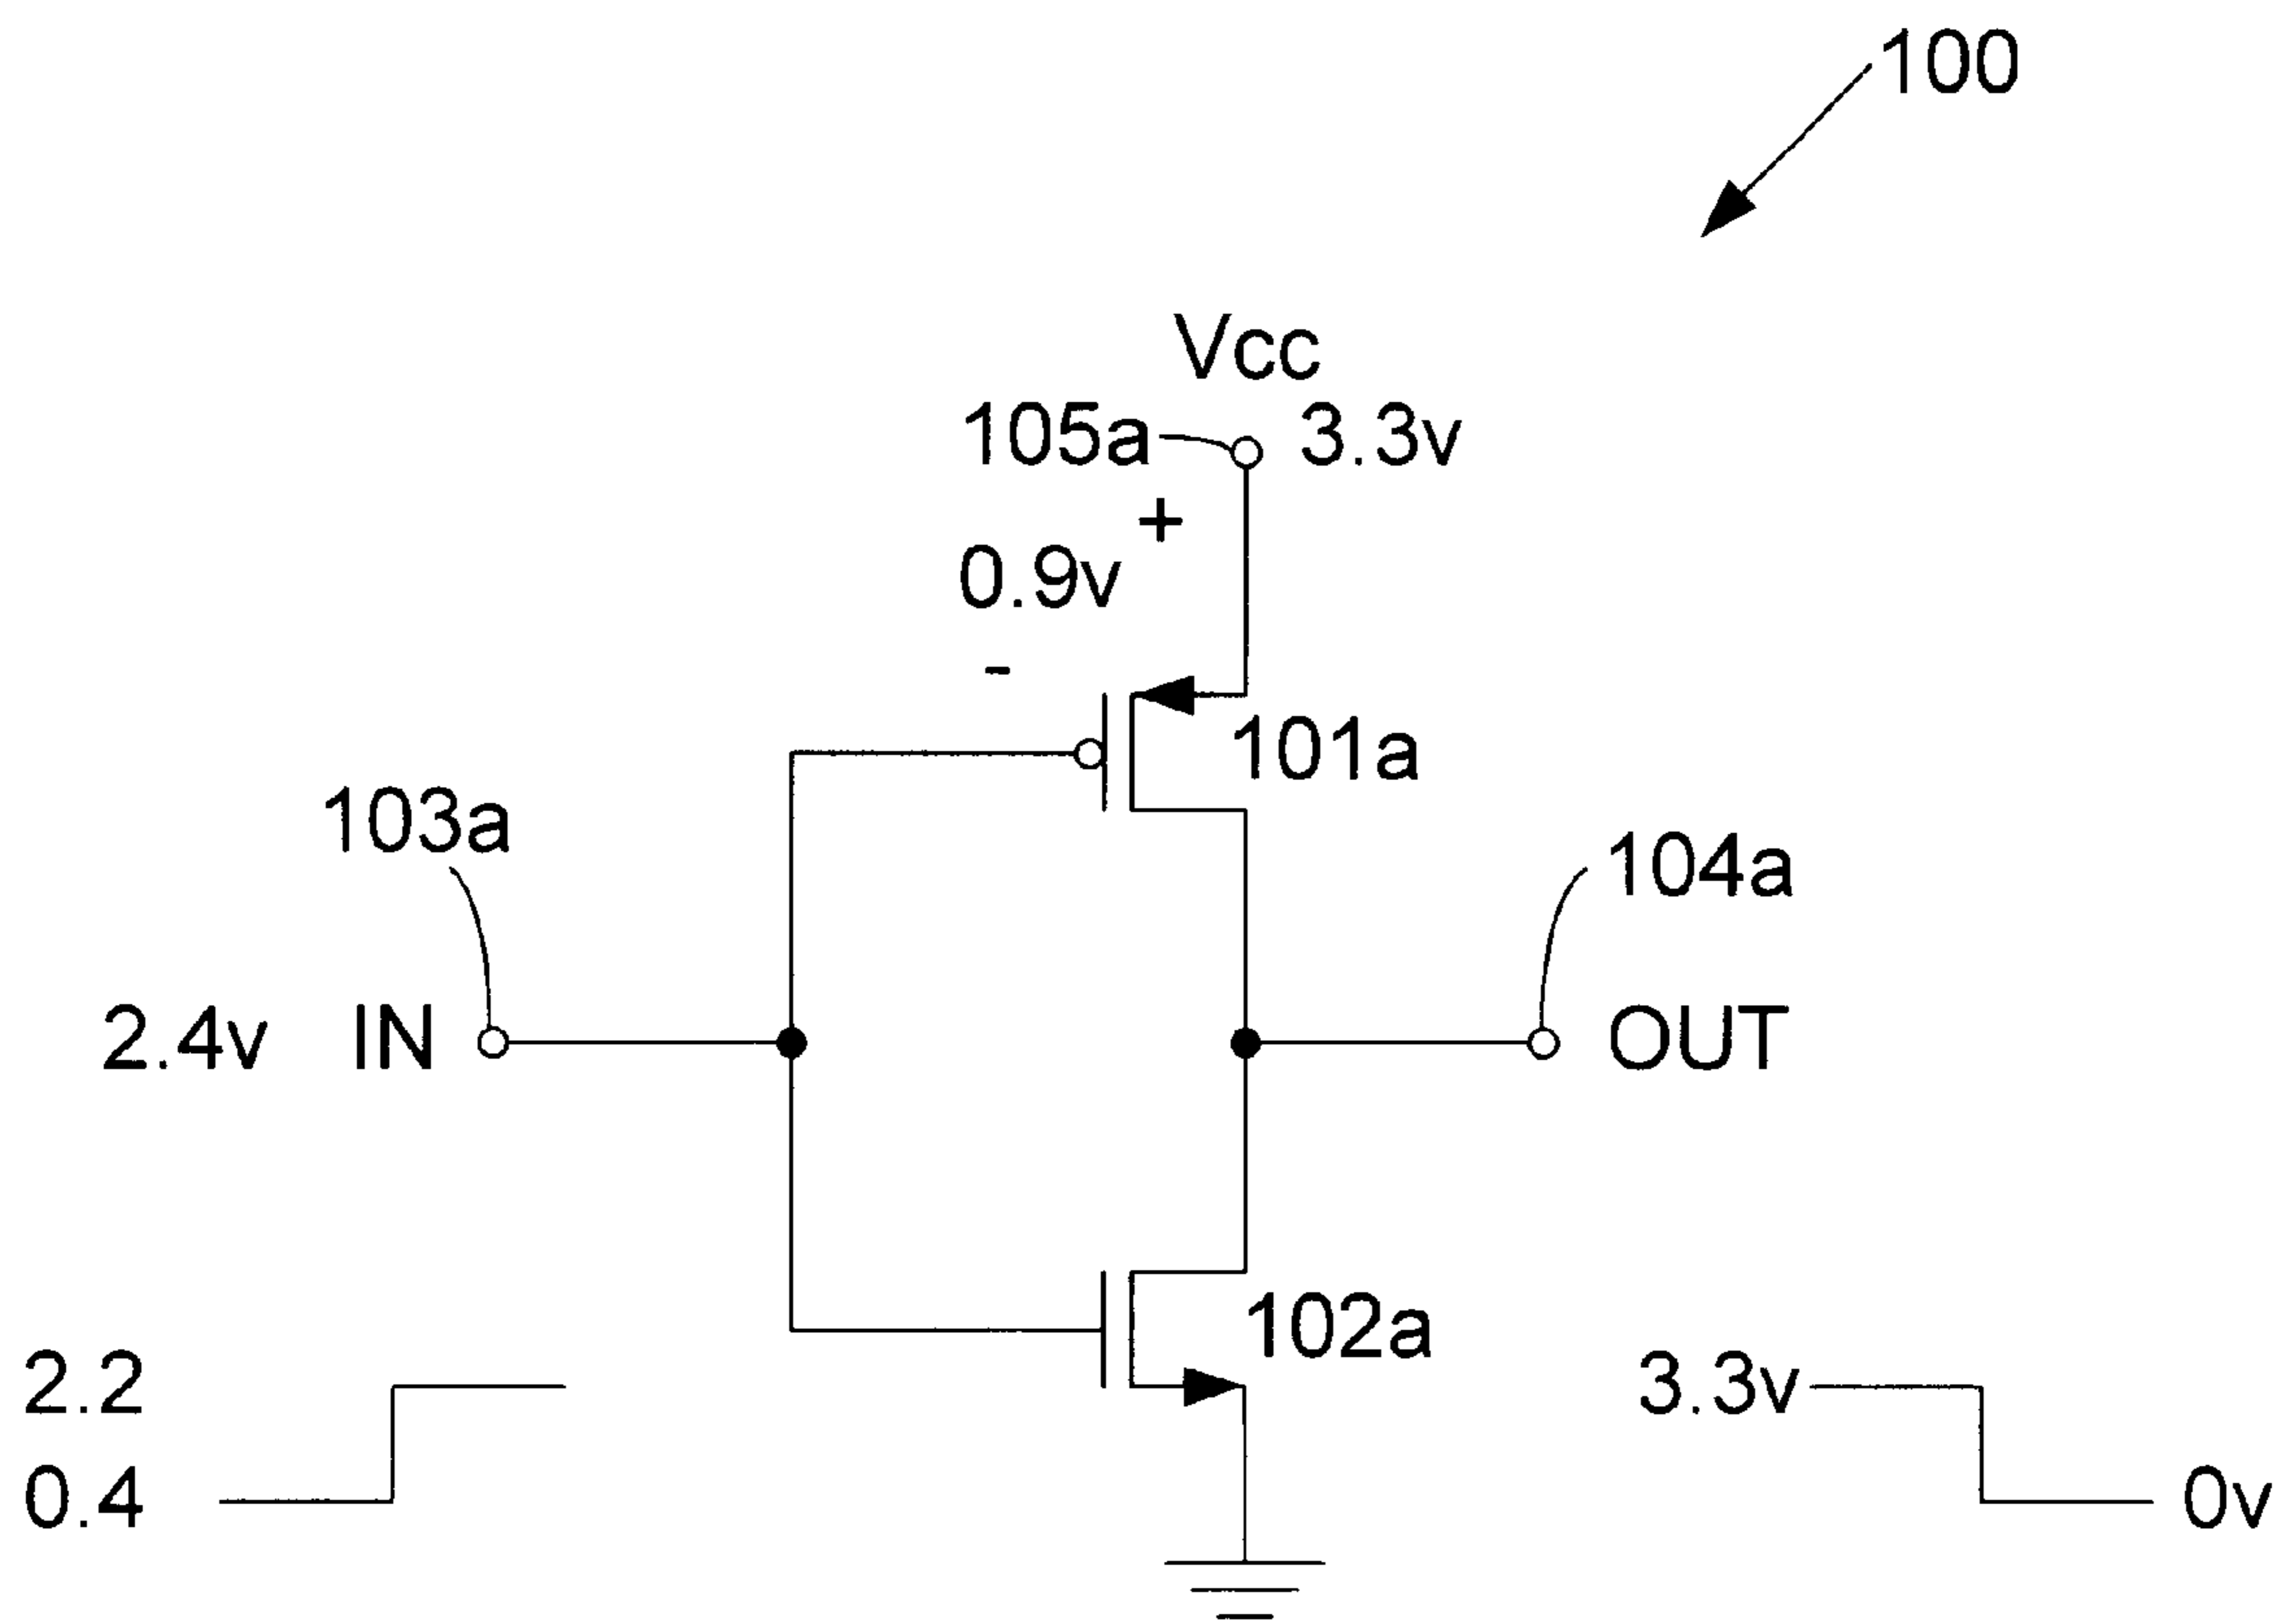 100
Vcc
105a 3.3v
+
0.9v
-
101a
103a
104a
2.4v IN
OUT
102a
2.2
3.3v
0.4
0v